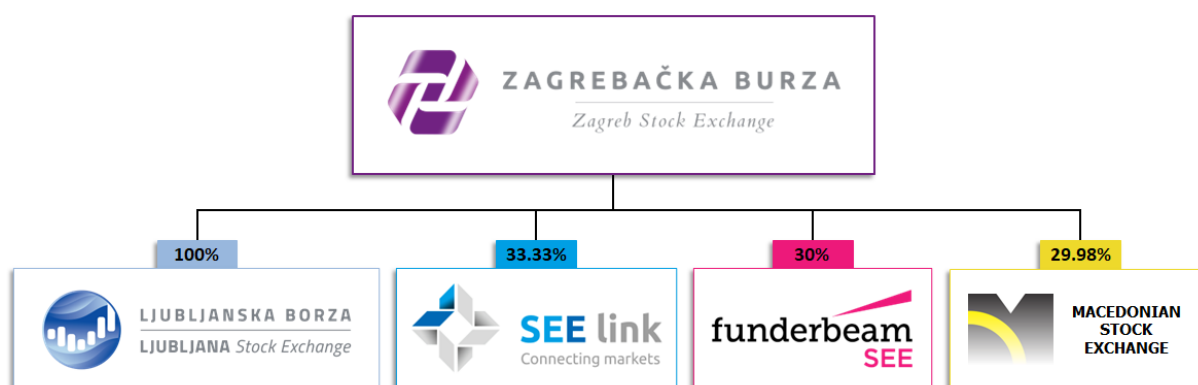 ZAGREBAČKA BURZA
Zagreb Stock Exchange
100%
33.33%
30%
29.98%
LJUBLJANSKA BORZA
LJUBLJANA Stock Exchange
SEE link
Connecting markets
funderbeam
SEE
MACEDONIAN
STOCK
EXCHANGE